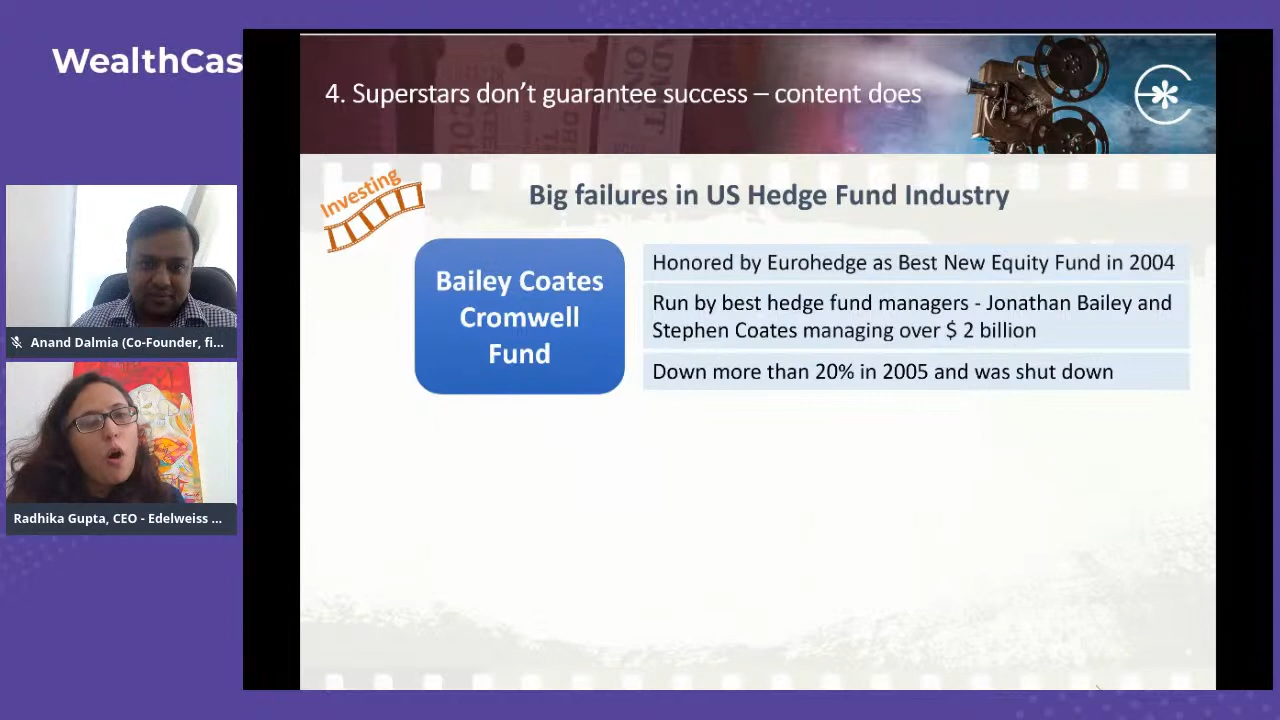 WealthCas
4. Superstars don't guarantee success – content does
Investing
Big failures in US Hedge Fund Industry
Bailey Coates
Cromwell
Fund
Honored by Eurohedge as Best New Equity Fund in 2004
Run by best hedge fund managers - Jonathan Bailey and
Stephen Coates managing over $ 2 billion
Down more than 20% in 2005 and was shut down
Anand Dalmia (Co-Founder, fi...
Radhika Gupta, CEO - Edelweiss ...